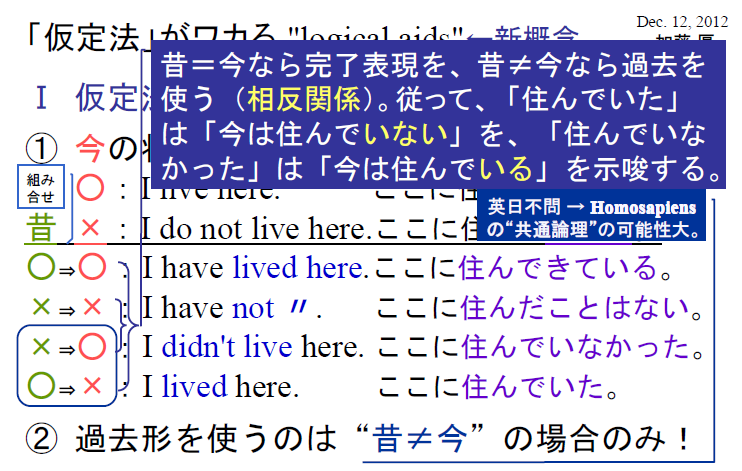 Dec. 12, 2012
「仮定法」がワカる "logical aids"←新概念
加藤 厚
昔＝今なら完了表現を、昔≠今なら過去を
使う（相反関係）。従って、「住んでいた」
は「今は住んでいない」を、「住んでいな
かった」は「今は住んでいる」を示唆する。
Ⅰ 仮定法
① 今の
組み
合せ
○ : I live here. ここに
英日不問 → Homosapiens
の“共通論理”の可能性大。
昔 × : I do not live here. ここに住
○⇒○ : I have lived here. ここに住んできている。
×⇒× : I have not 〃. ここに住んだことはない。
×⇒○ : I didn't live here. ここに住んでいなかった。
○⇒× : I lived here. ここに住んでいた。
② 過去形を使うのは“昔≠今”の場合のみ！